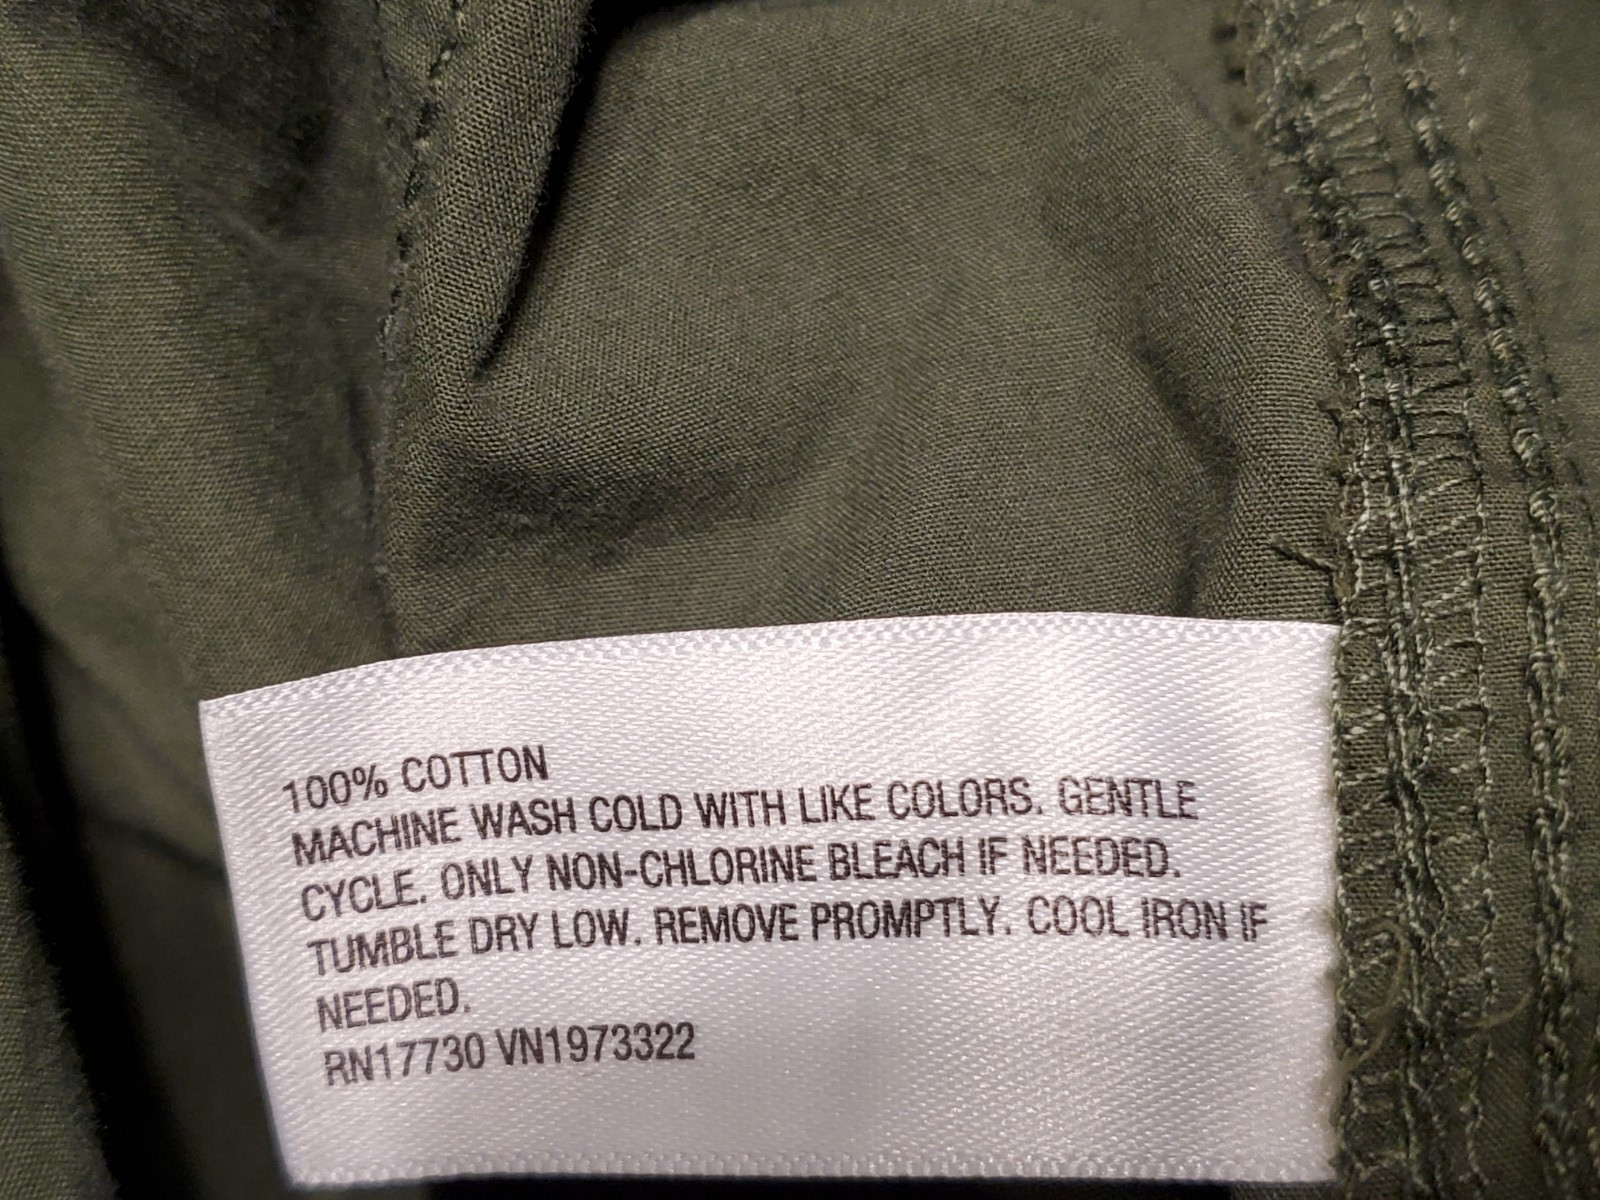 100% COTTON
MACHINE WASH COLD WITH LIKE COLORS. GENTLE
CYCLE. ONLY NON-CHLORINE BLEACH IF NEEDED.
TUMBLE DRY LOW. REMOVE PROMPTLY. COOL IRON IF
NEEDED.
RN17730 VN1973322